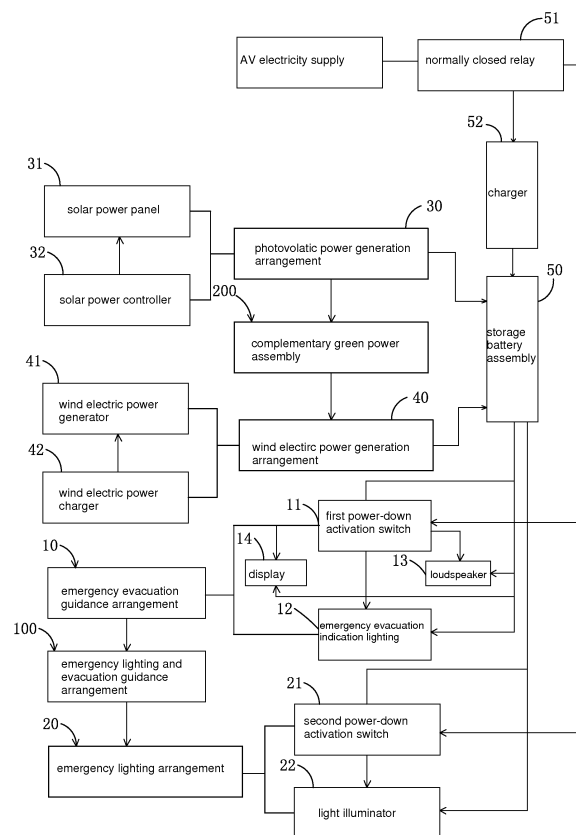 51
AV electricity supply
normally closed relay
52
charger
31
solar power panel
30
photovolatic power generation
arrangement
32
solar power controller
200
50
storage
battery
assembly
complementary green power
assembly
41
wind electric power
generator
40
wind electirc power generation
arrangement
42
wind electric power
charger
11
first power-down
activation switch
14
display
13
loudspeaker
10
emergency evacuation
guidance arrangement
12
emergency evacuation
indication lighting
100
emergency lighting and
evacuation guidance
arrangement
21
second power-down
activation switch
20
emergency lighting arrangement
22
light illuminator